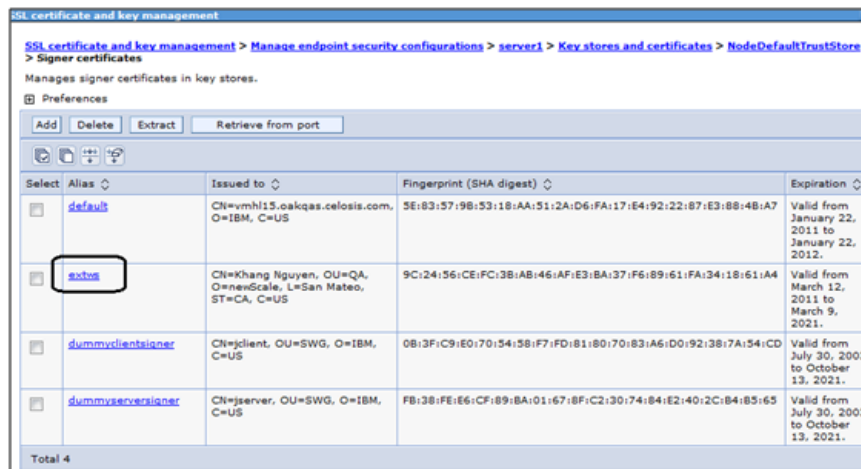 SSL certificate and key management
SSL certificate and key management > Manage endpoint security configurations > server1 > Key stores and certificates > NodeDefaultTrustStore
> Signer certificates
Manages signer certificates in key stores.
Preferences
Add Delete Extract Retrieve from port
Select Alias Issued to Fingerprint (SHA digest) Expiration
default CN=vmhl15.oakqas.celosis.com, 5E:83:57:9B:53:18:AA:51:2A:D6:FA:17:E4:92:22:87:E3:88:4B:A7 Valid from
O=IBM, C=US January 22,
2011 to
January 22,
2012.
extws CN=Khang Nguyen, OU=QA, 9C:24:56:CE:FC:3B:AB:46:AF:E3:BA:37:F6:89:61:FA:34:18:61:A4 Valid from
O=newScale, L=San Mateo, March 12,
ST=CA, C=US 2011 to
March 9,
2021.
dummyclientsigner CN=jclient, OU=SWG, O=IBM, 0B:3F:C9:E0:70:54:58:F7:FD:81:80:70:83:A6:D0:92:38:7A:54:CD Valid from
C=US July 30, 200
to October
13, 2021.
dummyserversigner CN=jserver, OU=SWG, O=IBM, FB:38:FE:E6:CF:89:BA:01:67:8F:C2:30:74:84:E2:40:2C:B4:B5:65 Valid from
C=US July 30, 200
to October
13, 2021.
Total 4